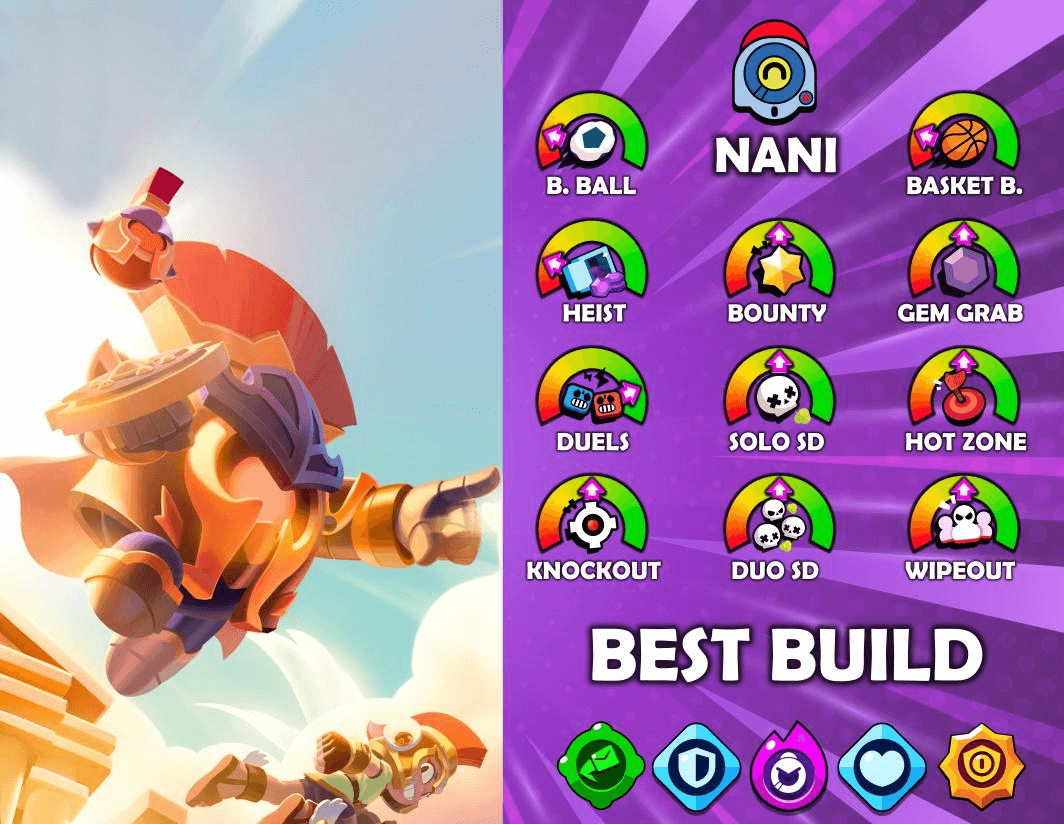 NANI
B. BALL
BASKET B.
HEIST
BOUNTY
GEM GRAB
DUELS
SOLO SD
HOT ZONE
KNOCKOUT
DUO SD
WIPEOUT
BEST BUILD